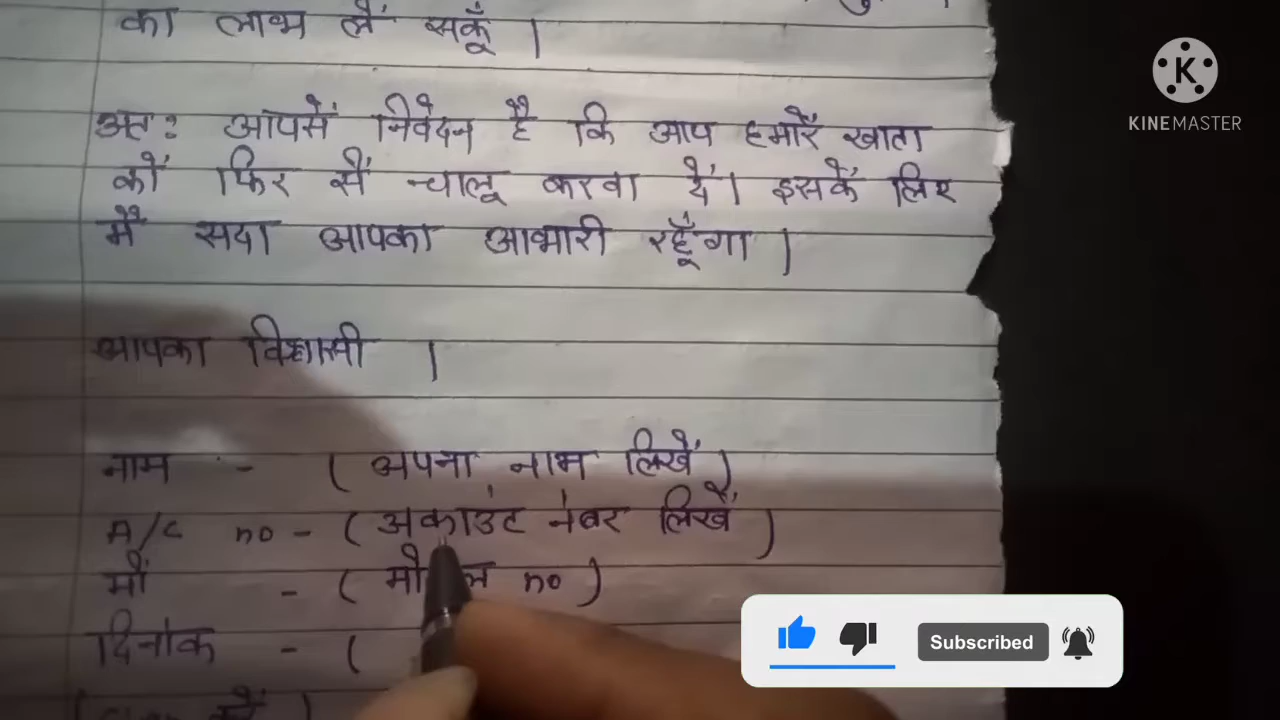 का लाभ लें सकूँ |
अत: आपसें निवेदन है कि आप हमारें खाता
कों फिर सें चालू करवा दें। इसकें लिए
मैं सदा आपका आभारी रहूँगा |
आपका विश्वासी |
नाम - ( अपना नाम लिखें )
A/C no - ( अकाउंट नंबर लिखें )
मों - ( no )
दिनांक - (
KINEMASTER
Subscribed